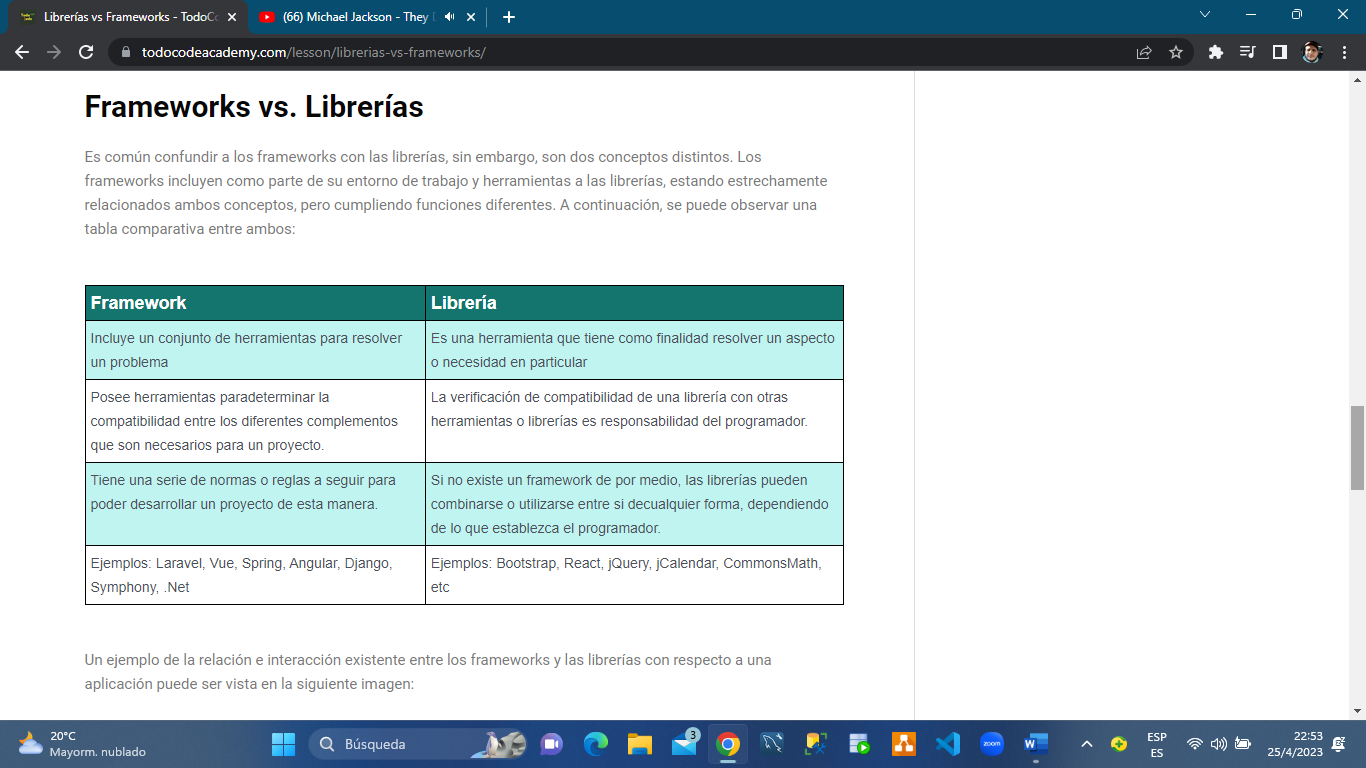 Librerías vs Frameworks - TodoCo
(66) Michael Jackson - They D
todocodeacademy.com/lesson/librerias-vs-frameworks/
Frameworks vs. Librerías
Es común confundir a los frameworks con las librerías, sin embargo, son dos conceptos distintos. Los
frameworks incluyen como parte de su entorno de trabajo y herramientas a las librerías, estando estrechamente
relacionados ambos conceptos, pero cumpliendo funciones diferentes. A continuación, se puede observar una
tabla comparativa entre ambos:
Framework
Librería
Incluye un conjunto de herramientas para resolver
un problema
Es una herramienta que tiene como finalidad resolver un aspecto
o necesidad en particular
Posee herramientas paradeterminar la
compatibilidad entre los diferentes complementos
que son necesarios para un proyecto.
La verificación de compatibilidad de una librería con otras
herramientas o librerías es responsabilidad del programador.
Tiene una serie de normas o reglas a seguir para
poder desarrollar un proyecto de esta manera.
Si no existe un framework de por medio, las librerías pueden
combinarse o utilizarse entre si decualquier forma, dependiendo
de lo que establezca el programador.
Ejemplos: Laravel, Vue, Spring, Angular, Django,
Symphony, .Net
Ejemplos: Bootstrap, React, jQuery, jCalendar, CommonsMath,
etc
Un ejemplo de la relación e interacción existente entre los frameworks y las librerías con respecto a una
aplicación puede ser vista en la siguiente imagen:
20°C
Mayorm. nublado
Búsqueda
3
zoom
W
ESP
ES
22:53
25/4/2023